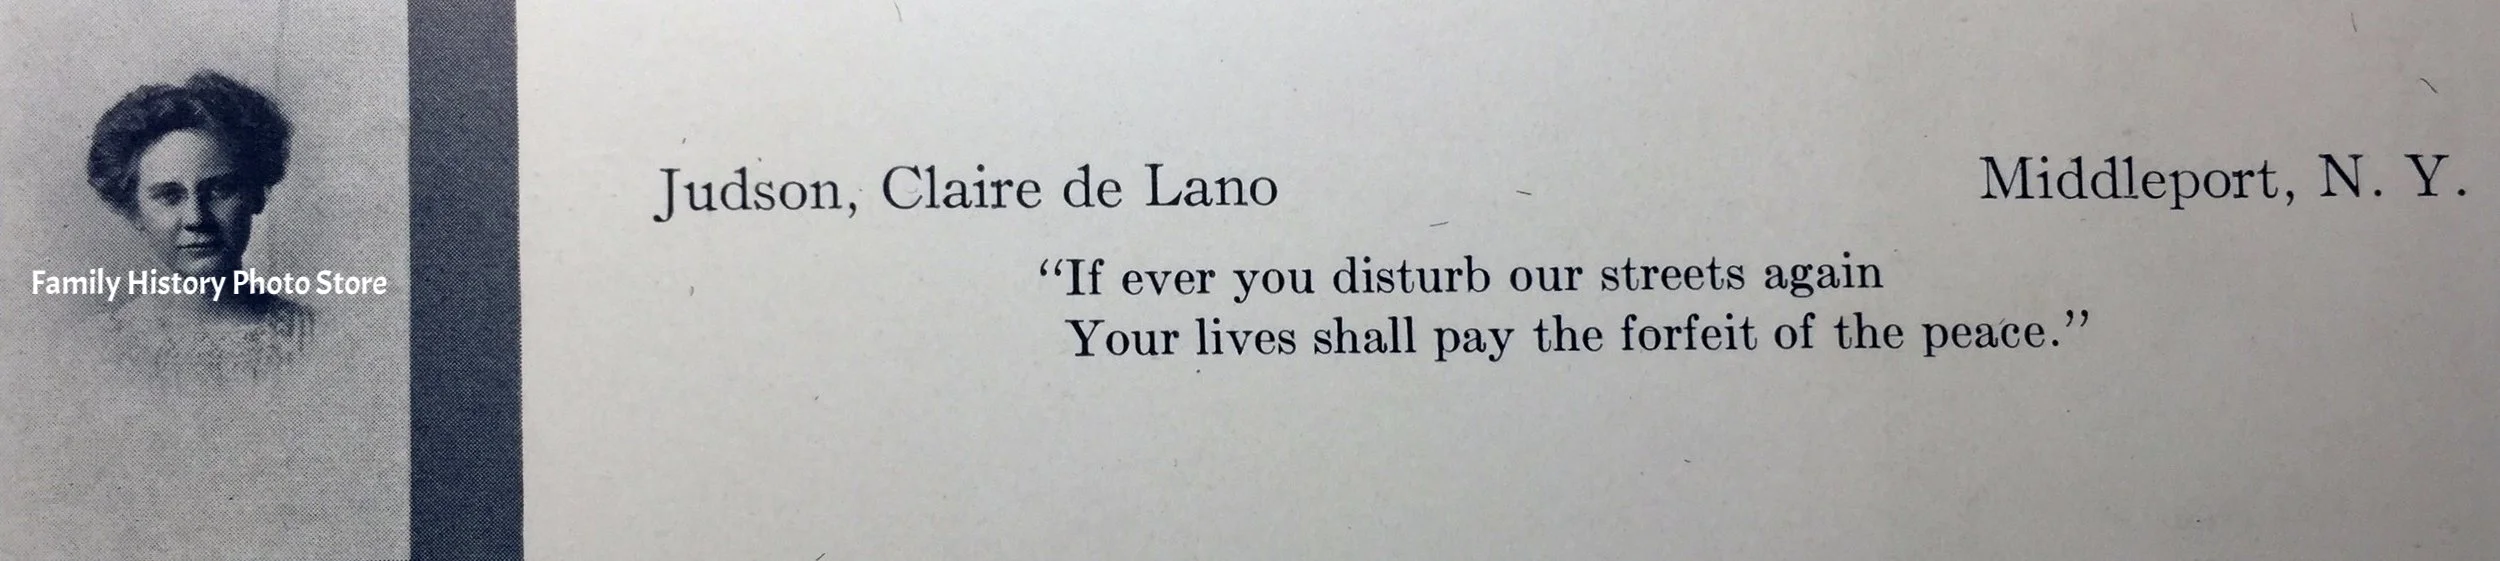 Judson, Claire de Lano Middleport, N. Y.
“If ever you disturb our streets again
Your lives shall pay the forfeit of the peace.”
Family History Photo Store